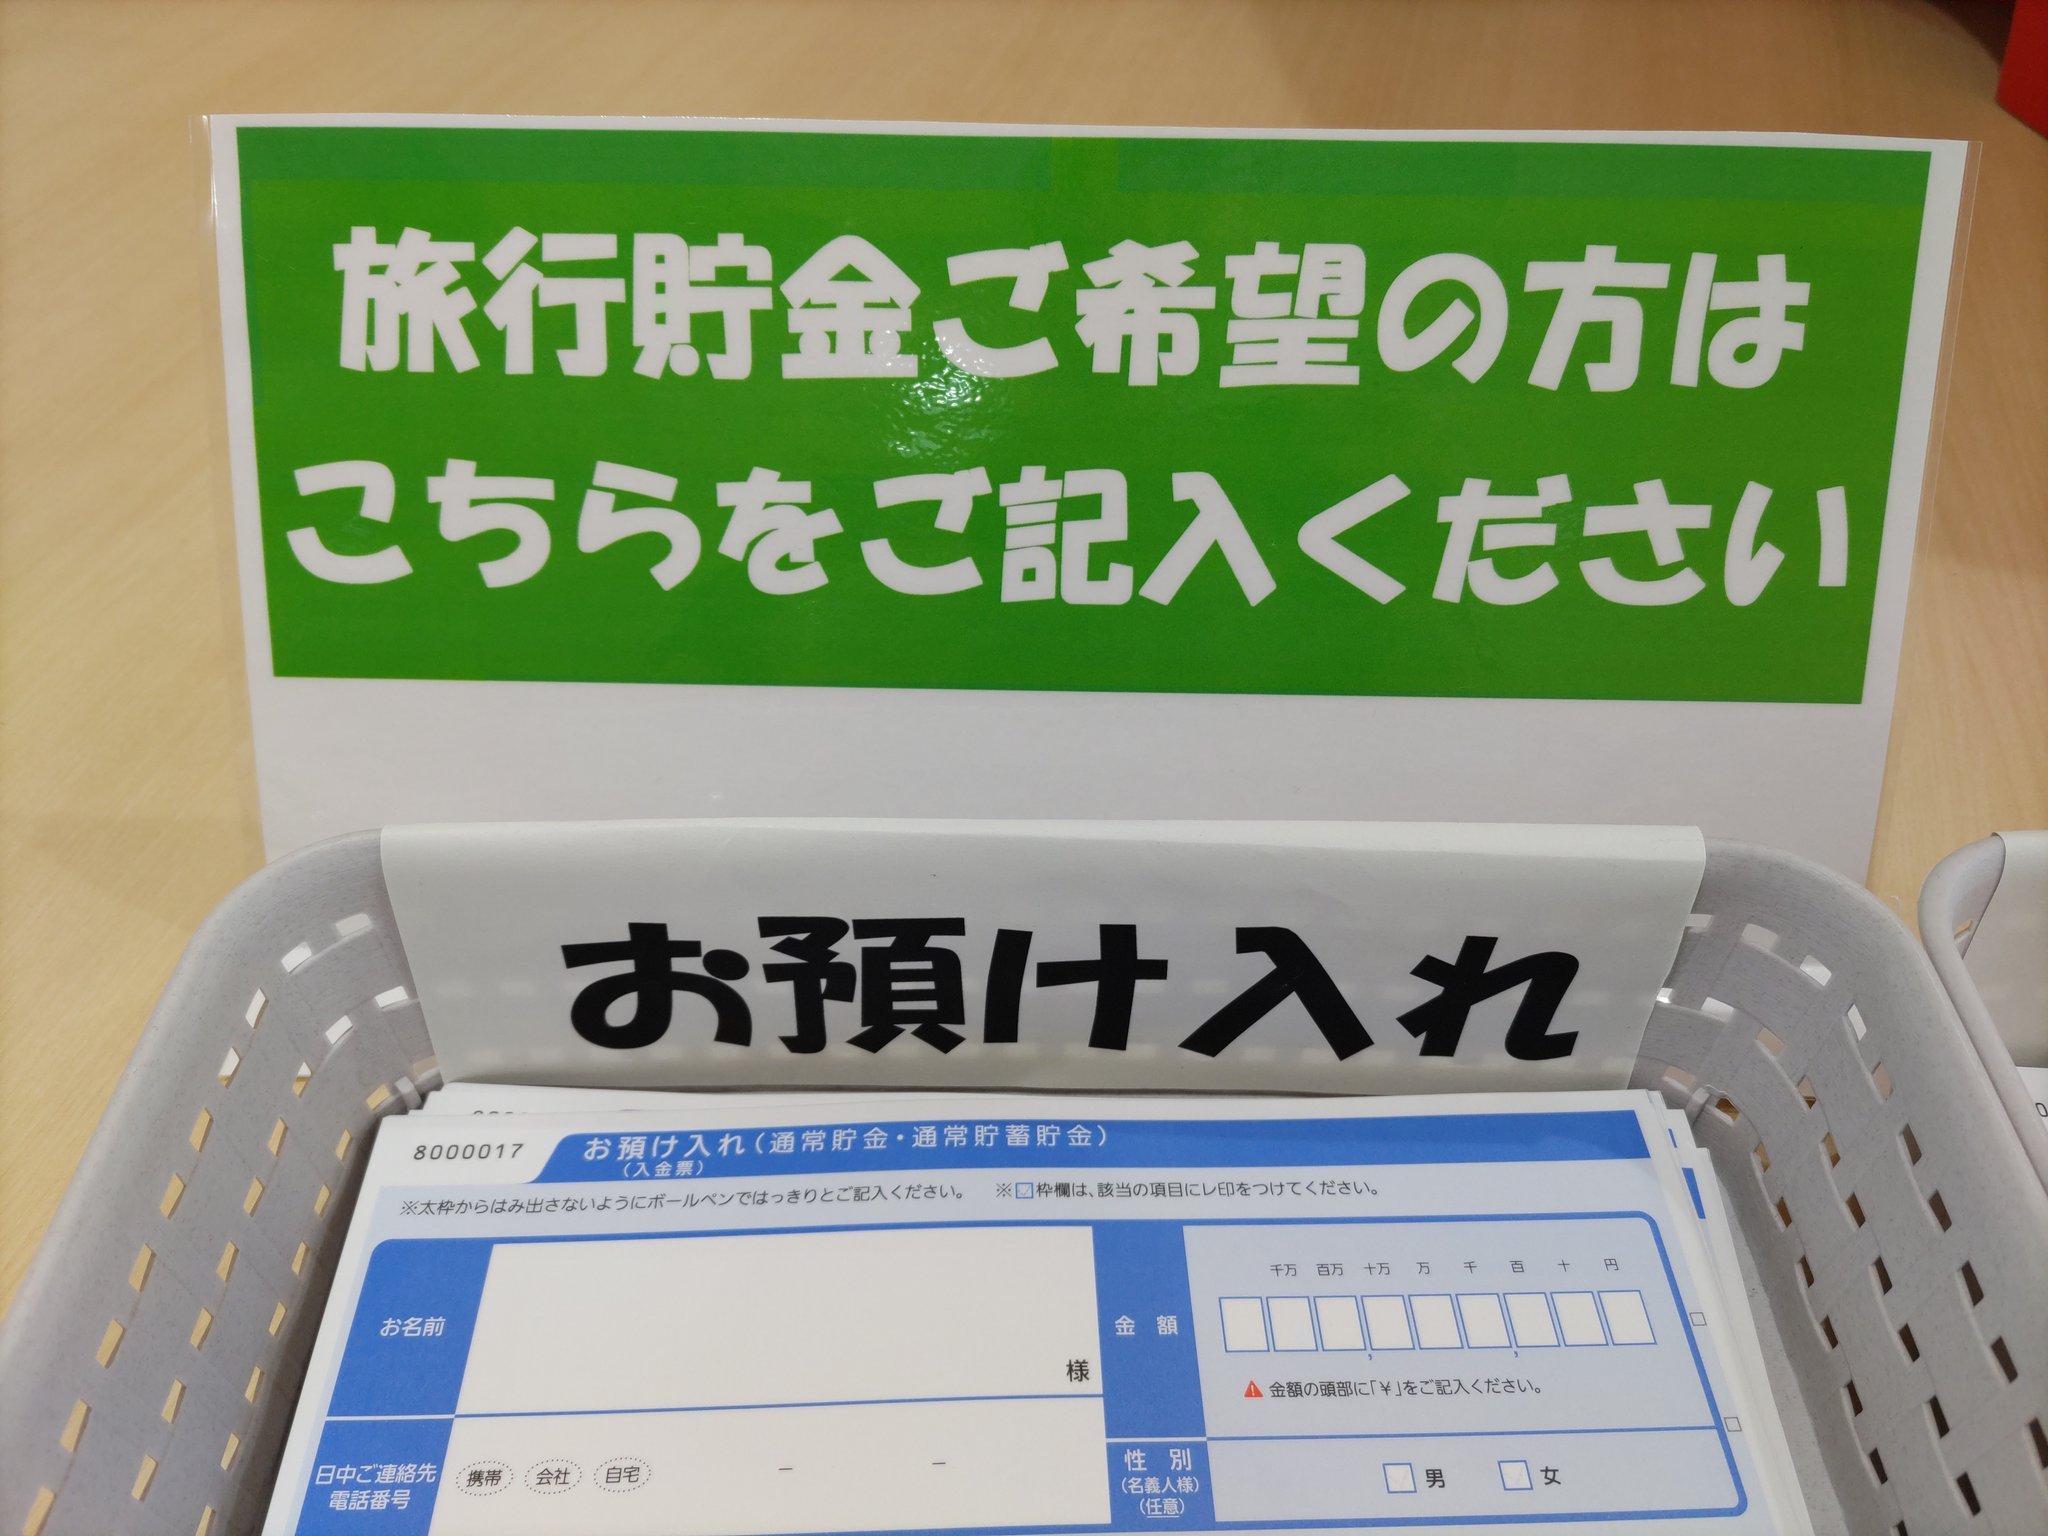 旅行貯金ご希望の方は
こちらをご記入ください
お預け入れ
8000017
お預け入れ(通常貯金・通常貯蓄貯金)
(入金票)
※太枠からはみ出さないようにボールペンではっきりとご記入ください。 ※☑枠欄は、該当の項目にレ印をつけてください。
お名前
様
金 額
千万 百万 十万 万 千 百 十 円
金額の頭部に「¥」をご記入ください。
日中ご連絡先
電話番号
携帯 会社 自宅 － －
性 別
(名義人様)
(任意)
男 女